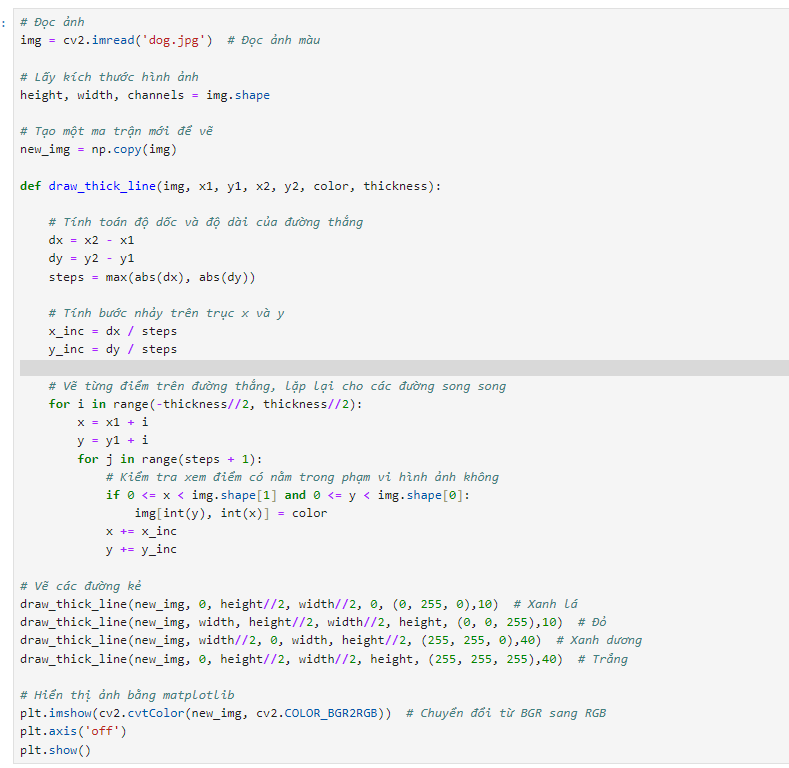 :
# Đọc ảnh
img = cv2.imread('dog.jpg')  # Đọc ảnh màu

# Lấy kích thước hình ảnh
height, width, channels = img.shape

# Tạo một ma trận mới để vẽ
new_img = np.copy(img)

def draw_thick_line(img, x1, y1, x2, y2, color, thickness):

    # Tính toán độ dốc và độ dài của đường thẳng
    dx = x2 - x1
    dy = y2 - y1
    steps = max(abs(dx), abs(dy))

    # Tính bước nhảy trên trục x và y
    x_inc = dx / steps
    y_inc = dy / steps

    # Vẽ từng điểm trên đường thẳng, lặp lại cho các đường song song
    for i in range(-thickness//2, thickness//2):
        x = x1 + i
        y = y1 + i
        for j in range(steps + 1):
            # Kiểm tra xem điểm có nằm trong phạm vi hình ảnh không
            if 0 <= x < img.shape[1] and 0 <= y < img.shape[0]:
                img[int(y), int(x)] = color
            x += x_inc
            y += y_inc

# Vẽ các đường kẻ
draw_thick_line(new_img, 0, height//2, width//2, 0, (0, 255, 0),10)  # Xanh lá
draw_thick_line(new_img, width, height//2, width//2, height, (0, 0, 255),10)  # Đỏ
draw_thick_line(new_img, width//2, 0, width, height//2, (255, 255, 0),40)  # Xanh dương
draw_thick_line(new_img, 0, height//2, width//2, height, (255, 255, 255),40)  # Trắng

# Hiển thị ảnh bằng matplotlib
plt.imshow(cv2.cvtColor(new_img, cv2.COLOR_BGR2RGB))  # Chuyển đổi từ BGR sang RGB
plt.axis('off')
plt.show()